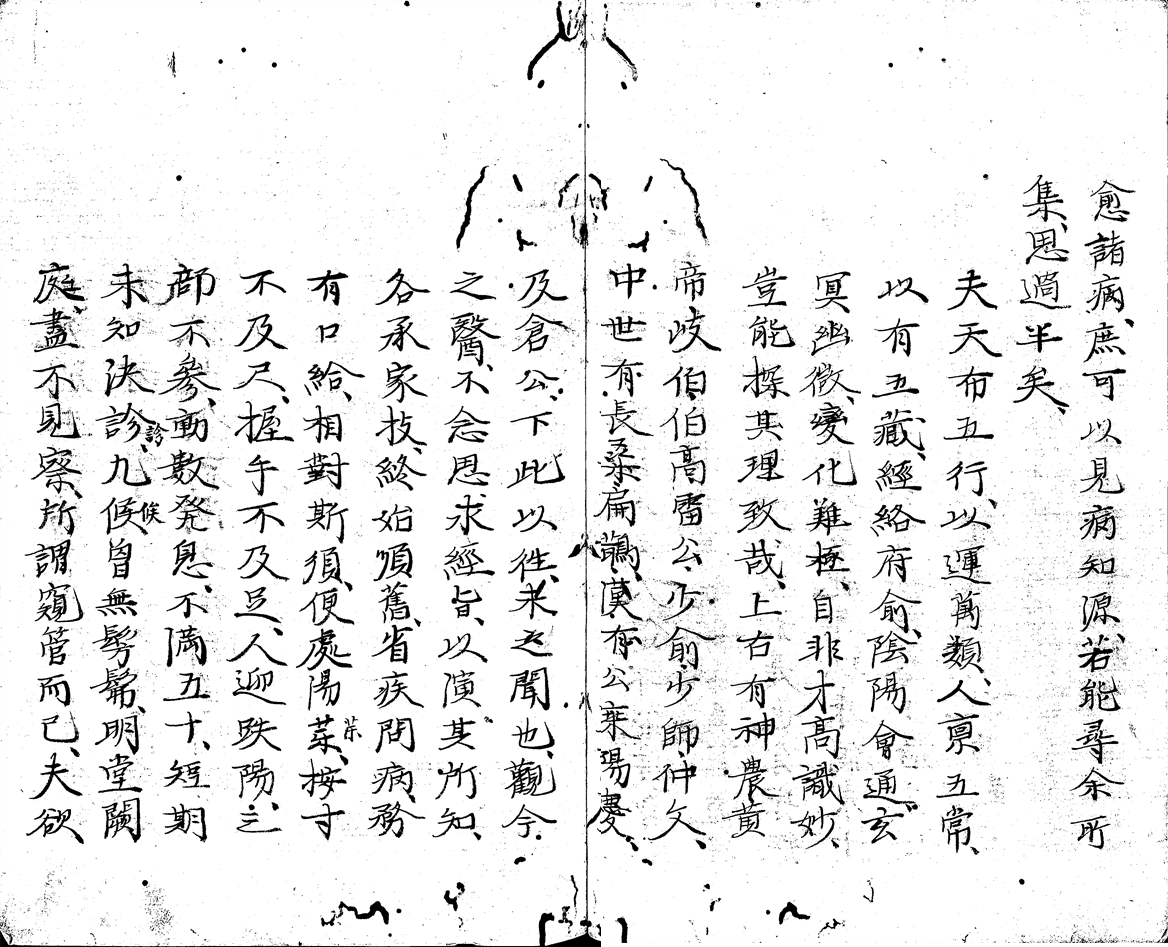 愈諸病、庶可以見病知源、若能尋余所
集、思過半矣、
夫天布五行、以運萬類、人稟五常、
以有五藏、經絡府俞、陰陽會通、玄
冥幽微、變化難極、自非才高識妙、
豈能探其理致哉、上古有神農黄
帝岐伯伯高雷公少俞少師仲文、
中世有長桑扁鵲、漢有公乘陽慶、
及倉公、下此以往、未之聞也、觀今
之醫、不念思求經旨、以演其所知、
各承家技、終始順舊、省疾問病、務
有口給、相對斯須、便處湯藥、按寸
不及尺、握手不及足、人迎趺陽、三
部不參、動數発息、不満五十、短期
未知決診、診九候、候曾無髣髴、明堂闕
庭、盡不見察、所謂窺管而已、夫欲、